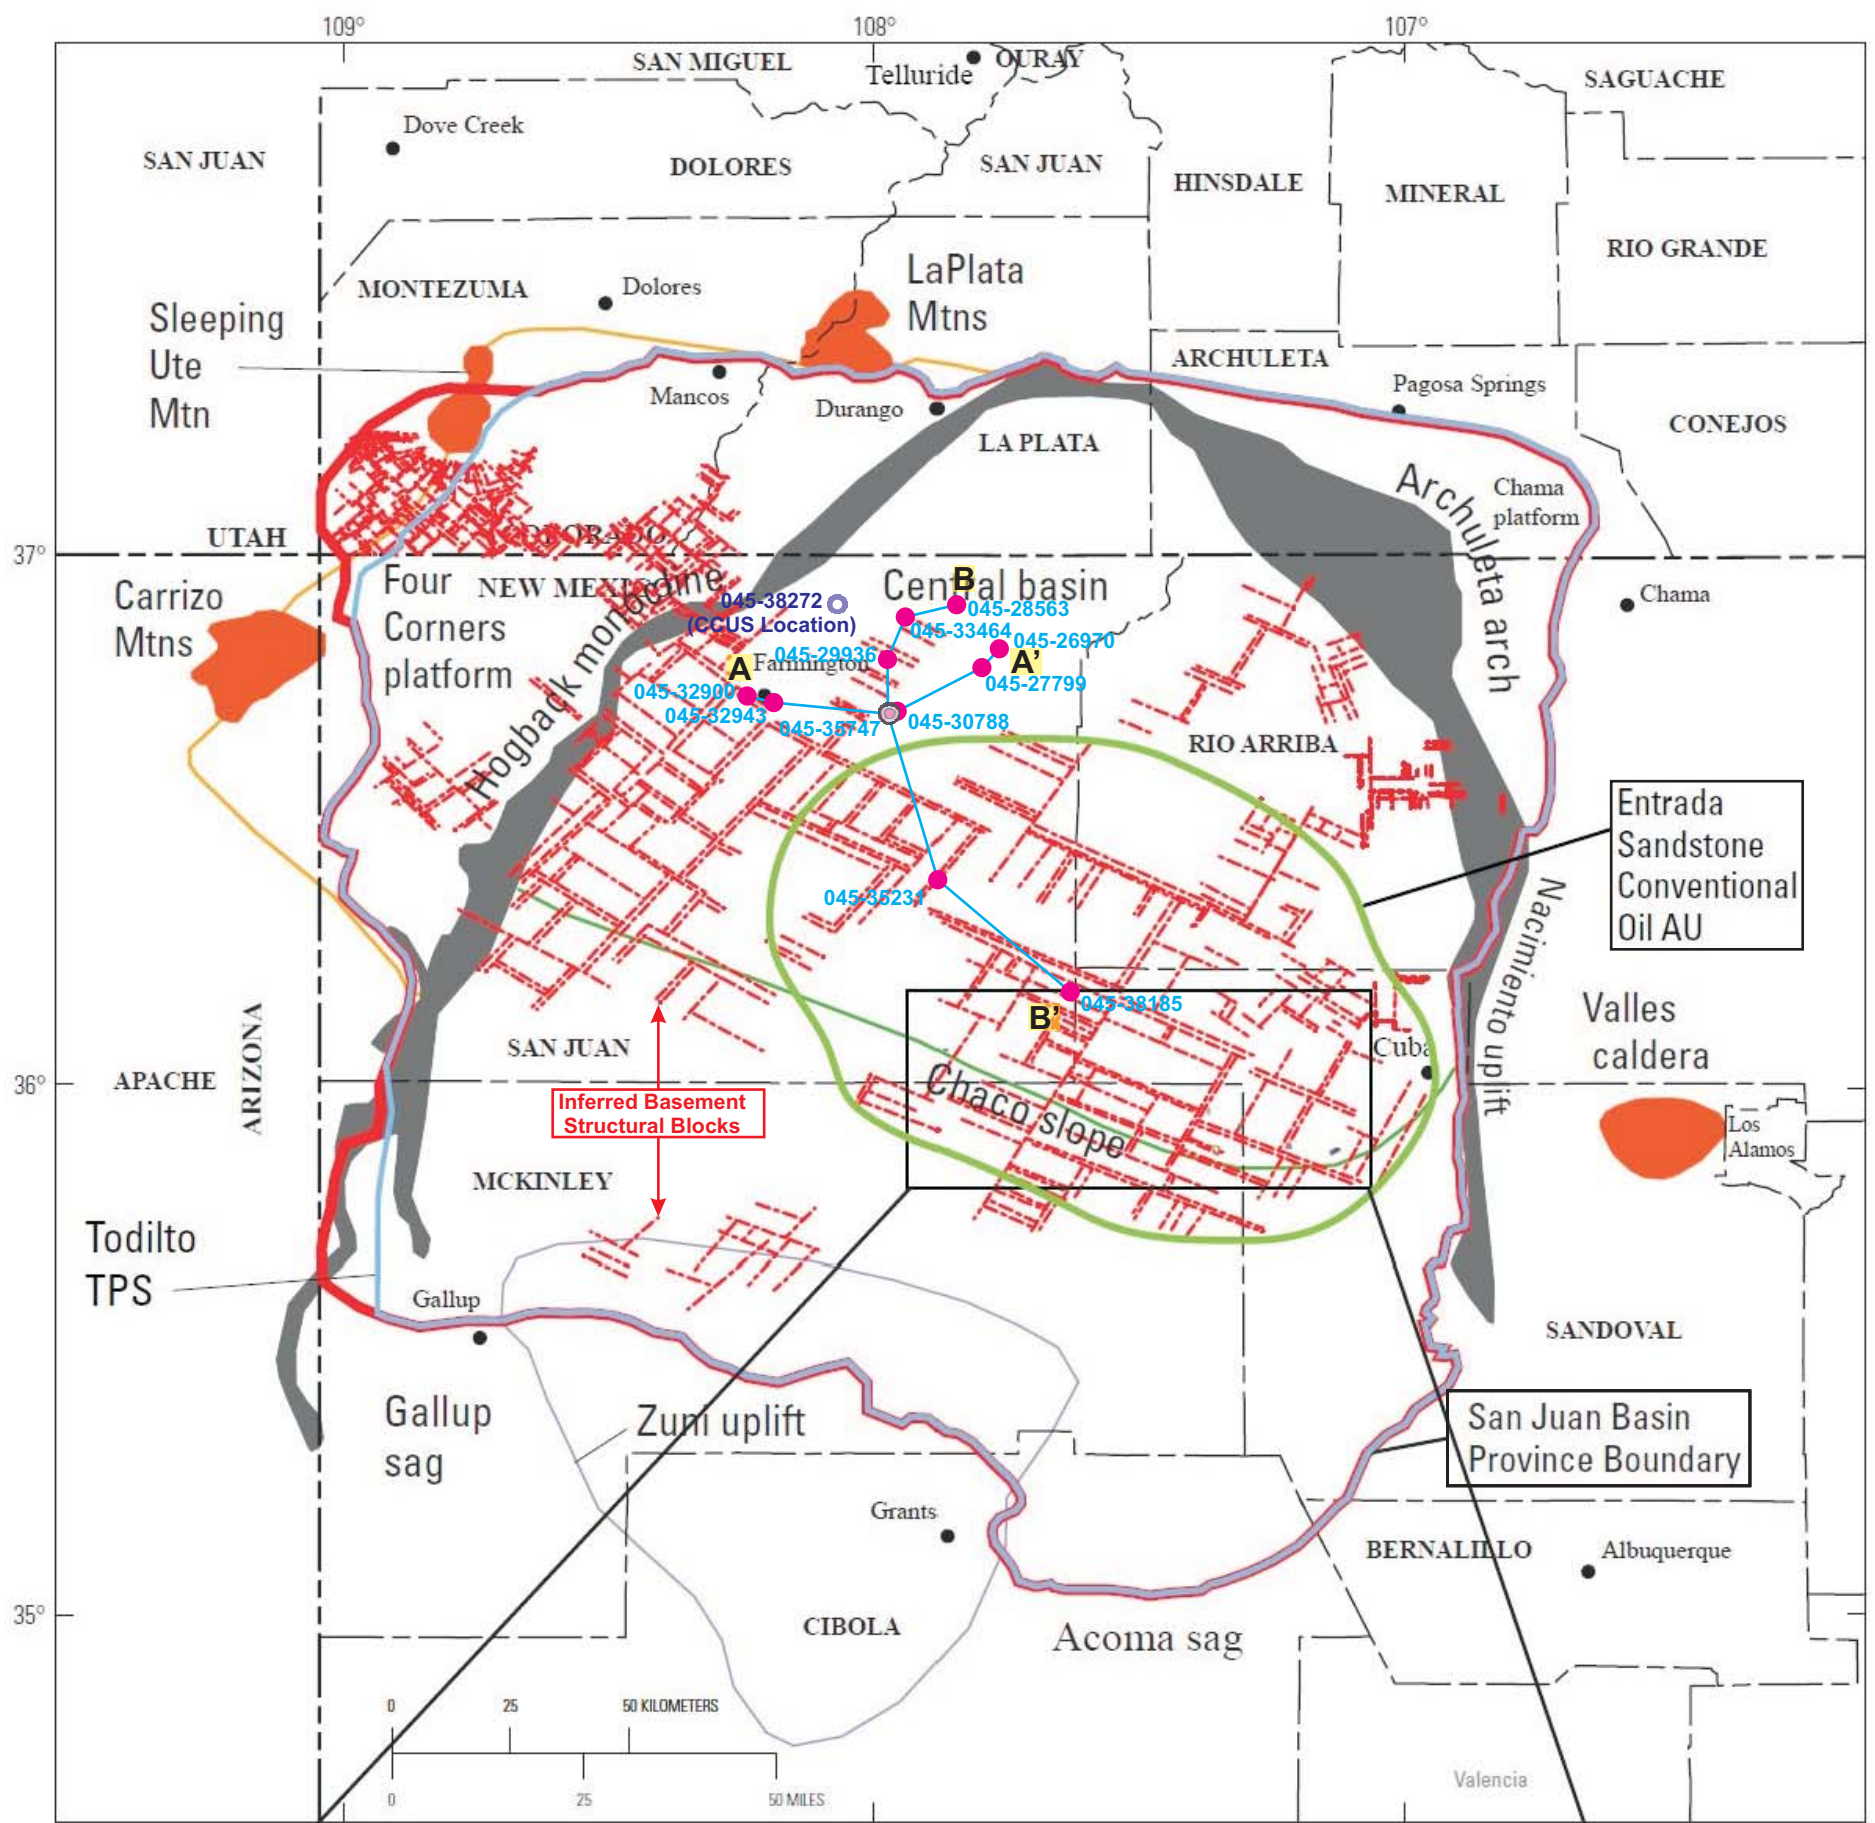 109°
108°
107°
SAN MIGUEL
Telluride
OURAY
SAGUACHE
Dove Creek
SAN JUAN
DOLORES
SAN JUAN
HINSDALE
MINERAL
RIO GRANDE
LaPlata
Mtns
MONTEZUMA
Dolores
Sleeping
Ute
Mtn
ARCHULETA
Mancos
Durango
Pagosa Springs
CONEJOS
LA PLATA
Archuleta arch
Chama
platform
UTAH
COLORADO
37°
Four
Corners
platform
NEW MEXICO
Hogback monocline
Central basin
B
045-38272
(CCUS Location)
045-28563
Carrizo
Mtns
Chama
045-33464
045-26970
045-29936
A
Farmington
A'
045-27799
045-32900
045-32943
045-35747
045-30788
RIO ARRIBA
Entrada
Sandstone
Conventional
Oil AU
045-35231
Nacimiento uplift
045-38185
B'
Valles
caldera
SAN JUAN
Cuba
ARIZONA
36°
APACHE
Chaco slope
Inferred Basement
Structural Blocks
Los
Alamos
MCKINLEY
Todilto
TPS
Gallup
SANDOVAL
Gallup
sag
Zuni uplift
San Juan Basin
Province Boundary
Grants
BERNALILLO
Albuquerque
35°
CIBOLA
Acoma sag
0 25 50 KILOMETERS
0 25 50 MILES
Valencia